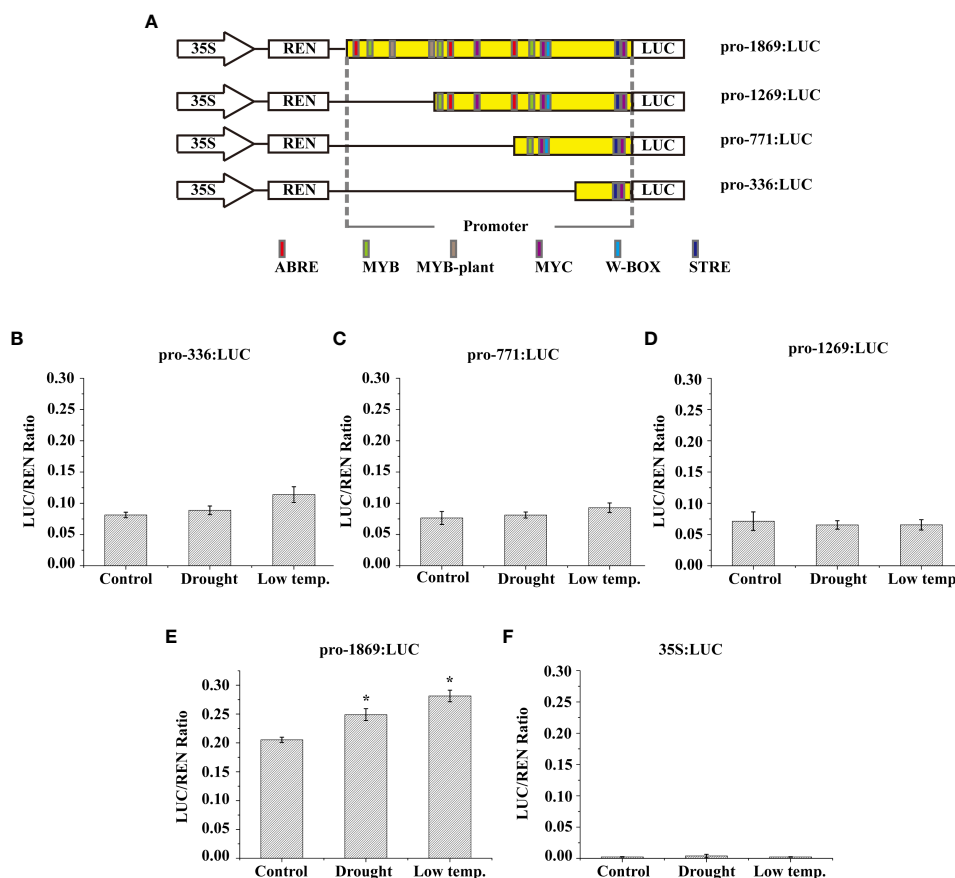 A
35S REN LUC pro-1869:LUC
35S REN LUC pro-1269:LUC
35S REN LUC pro-771:LUC
35S REN LUC pro-336:LUC
Promoter
ABRE MYB MYB-plant MYC W-BOX STRE
B
pro-336:LUC
LUC/REN Ratio
0.30
0.25
0.20
0.15
0.10
0.05
0.00
Control Drought Low temp.
C
pro-771:LUC
LUC/REN Ratio
0.30
0.25
0.20
0.15
0.10
0.05
0.00
Control Drought Low temp.
D
pro-1269:LUC
LUC/REN Ratio
0.30
0.25
0.20
0.15
0.10
0.05
0.00
Control Drought Low temp.
E
pro-1869:LUC
LUC/REN Ratio
0.30
0.25
0.20
0.25
0.10
0.05
0.00
* *
Control Drought Low temp.
F
35S:LUC
LUC/REN Ratio
0.30
0.25
0.20
0.25
0.10
0.05
0.00
Control Drought Low temp.